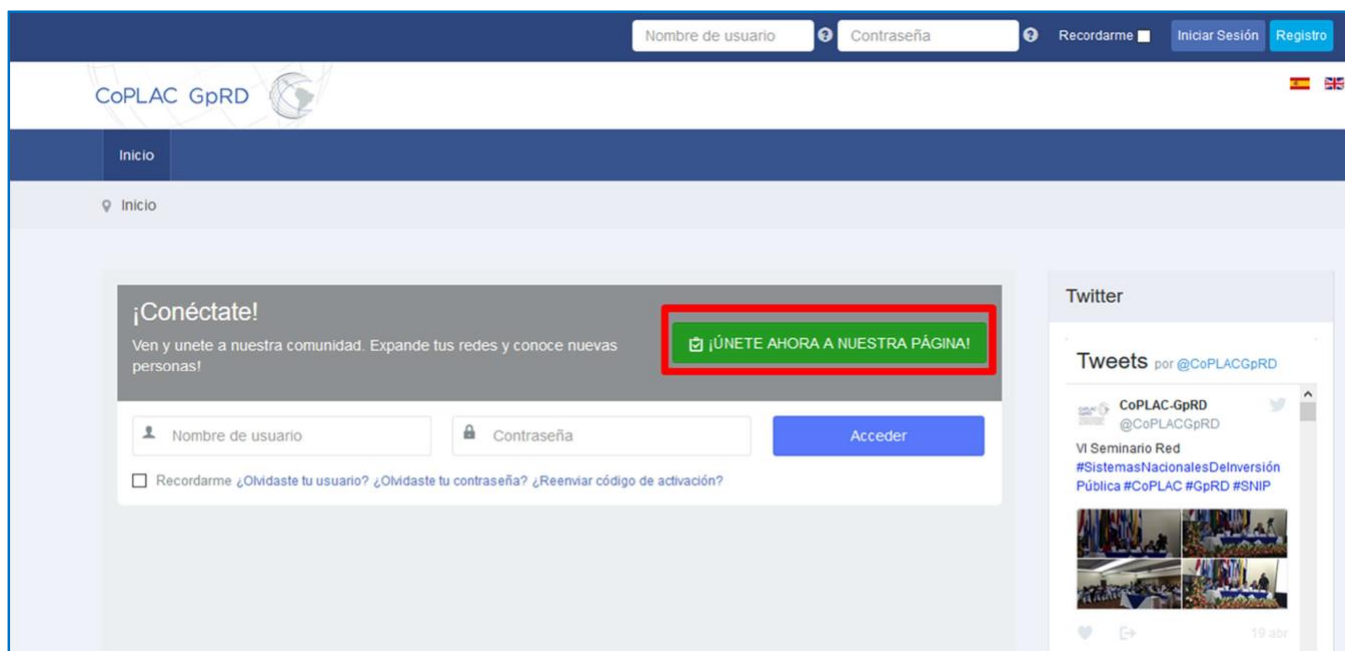 Nombre de usuario Contraseña Recordarme Iniciar Sesión Registro
CoPLAC GpRD
Inicio
Inicio
¡Conéctate!
Ven y unete a nuestra comunidad. Expande tus redes y conoce nuevas
personas!
¡ÚNETE AHORA A NUESTRA PÁGINA!
Nombre de usuario Contraseña Acceder
Recordarme ¿Olvidaste tu usuario? ¿Olvidaste tu contraseña? ¿Reenviar código de activación?
Twitter
Tweets por @CoPLACGpRD
CoPLAC-GpRD
@CoPLACGpRD
VI Seminario Red
#SistemasNacionalesDeInversión
Pública #CoPLAC #GpRD #SNIP
19 abr